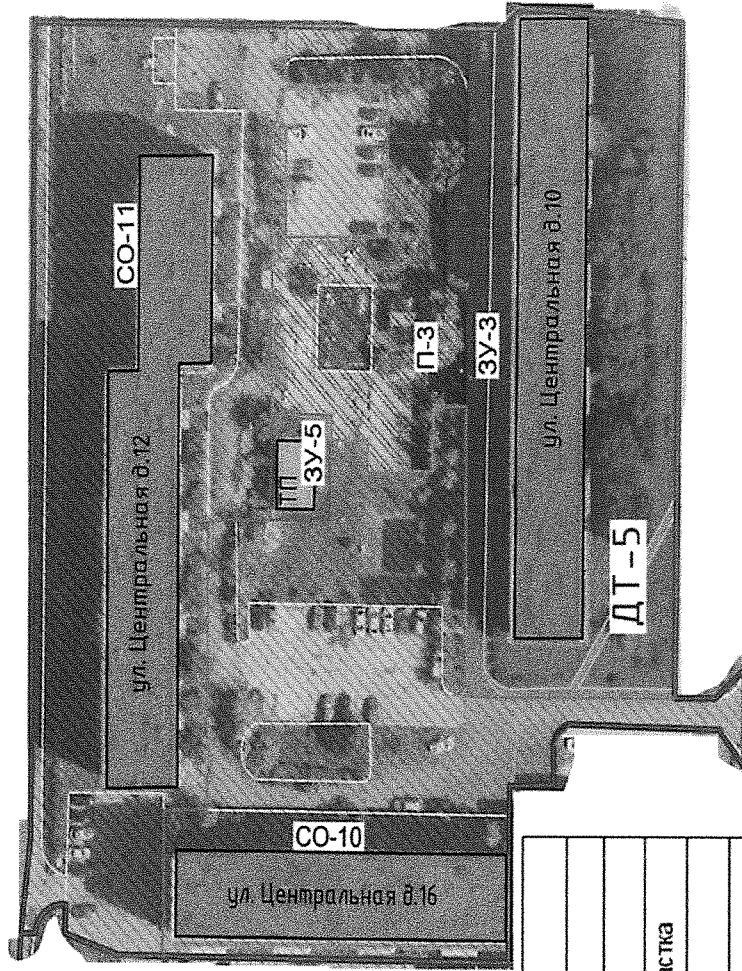 СО-11
ул. Центральная д.12
П-3
ЗУ-3
ТП
ЗУ-5
ул. Центральная д.10
ДТ-5
СО-10
ул. Центральная д.16